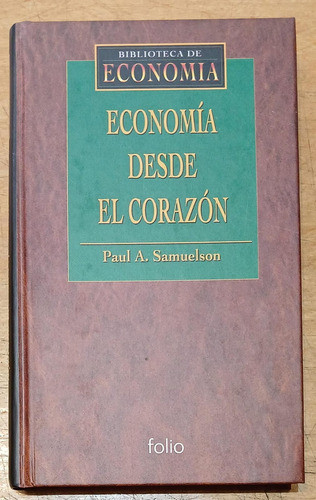 BIBLIOTECA DE
ECONOMIA
ECONOMÍA
DESDE
EL CORAZÓN
Paul A. Samuelson
folio